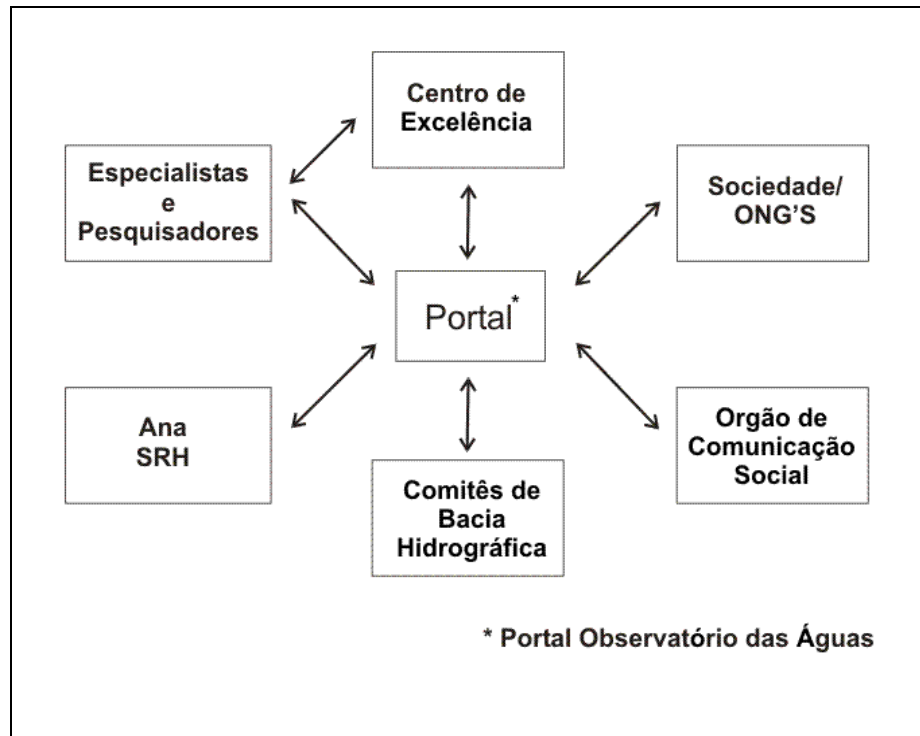 Centro de
Excelência
Especialistas
e
Pesquisadores
Sociedade/
ONG'S
Portal*
Ana
SRH
Orgão de
Comunicação
Social
Comitês de
Bacia
Hidrográfica
* Portal Observatório das Águas